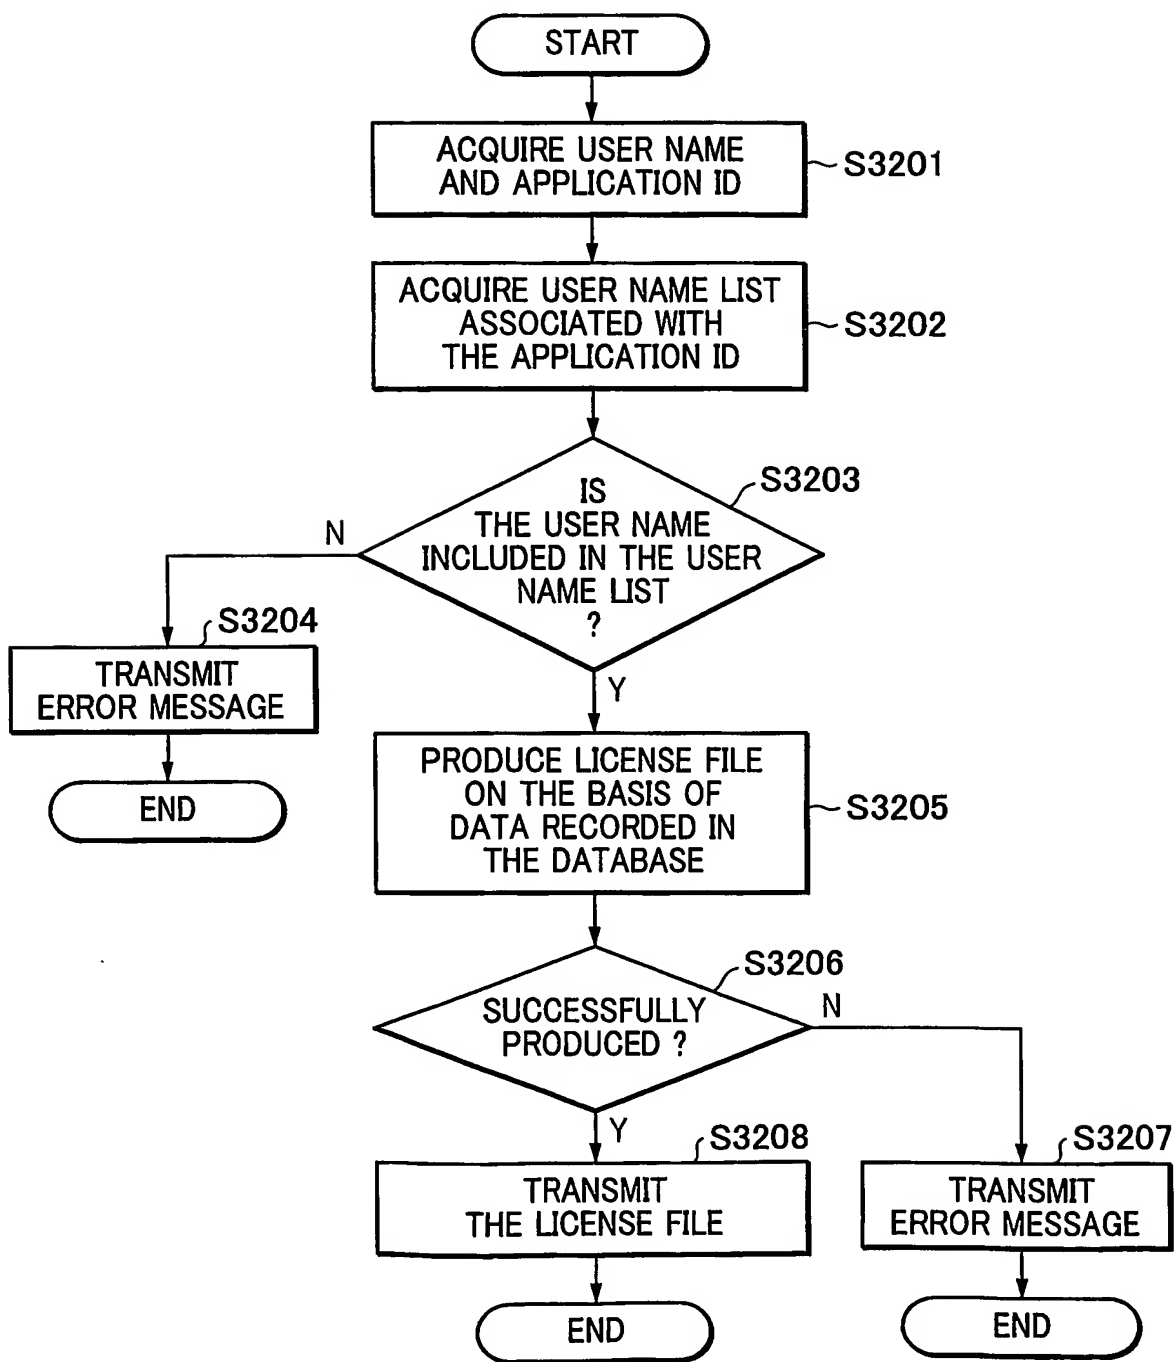 START
ACQUIRE USER NAME
AND APPLICATION ID
S3201
ACQUIRE USER NAME LIST
ASSOCIATED WITH
THE APPLICATION ID
S3202
IS
THE USER NAME
INCLUDED IN THE USER
NAME LIST
?
S3203
N
S3204
TRANSMIT
ERROR MESSAGE
END
Y
PRODUCE LICENSE FILE
ON THE BASIS OF
DATA RECORDED IN
THE DATABASE
S3205
SUCCESSFULLY
PRODUCED ?
S3206
N
Y
S3208
TRANSMIT
THE LICENSE FILE
END
S3207
TRANSMIT
ERROR MESSAGE
END